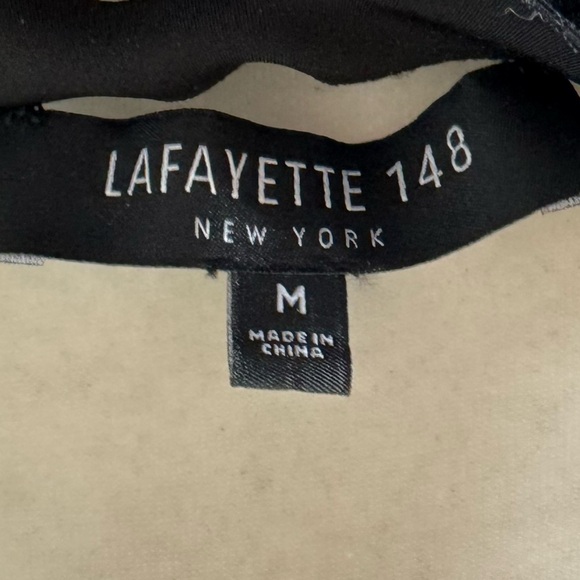 LAFAYETTE 148
NEW YORK
M
MADE IN
CHINA